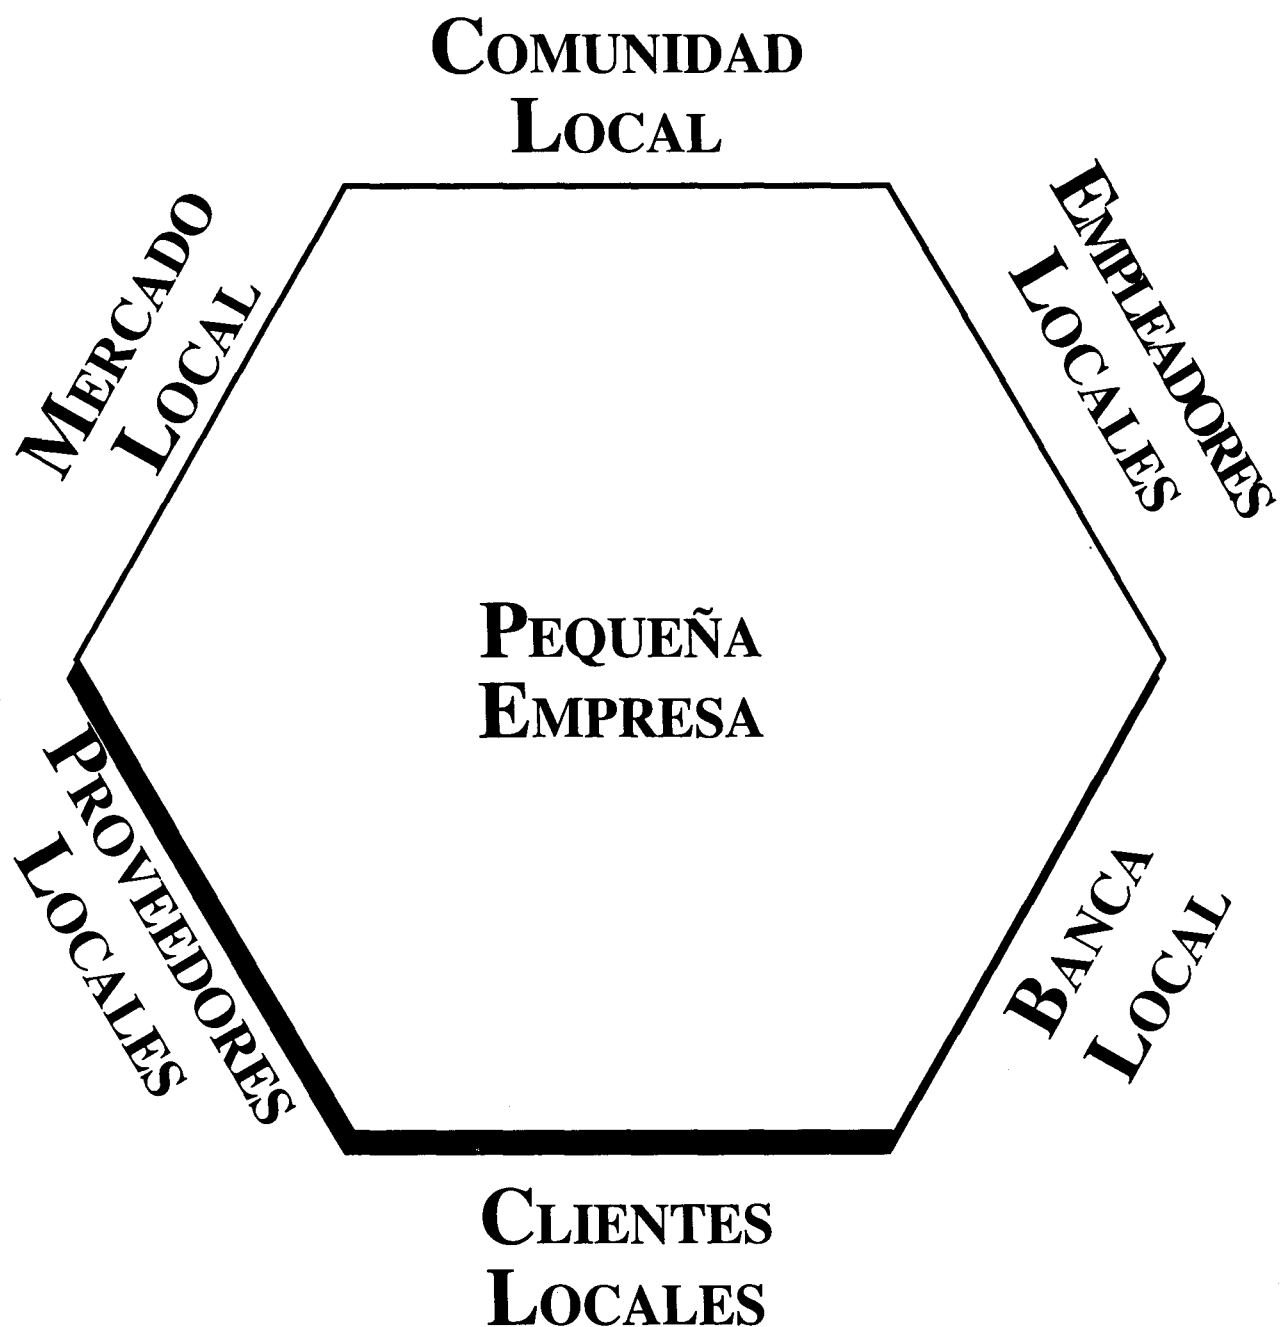 COMUNIDAD
LOCAL
MERCADO
LOCAL
EMPLEADORES
LOCALES
PEQUEÑA
EMPRESA
PROVEEDORES
LOCALES
BANCA
LOCAL
CLIENTES
LOCALES